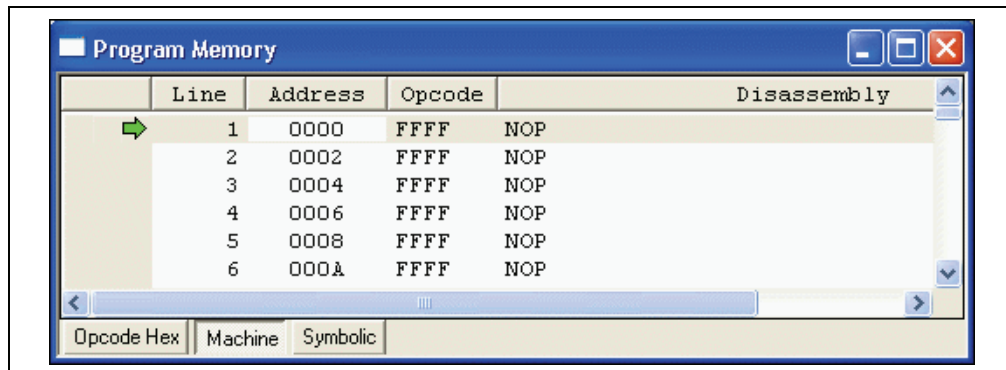 Program Memory
Line Address Opcode Disassembly
1 0000 FFFF NOP
2 0002 FFFF NOP
3 0004 FFFF NOP
4 0006 FFFF NOP
5 0008 FFFF NOP
6 000A FFFF NOP
Opcode Hex Machine Symbolic